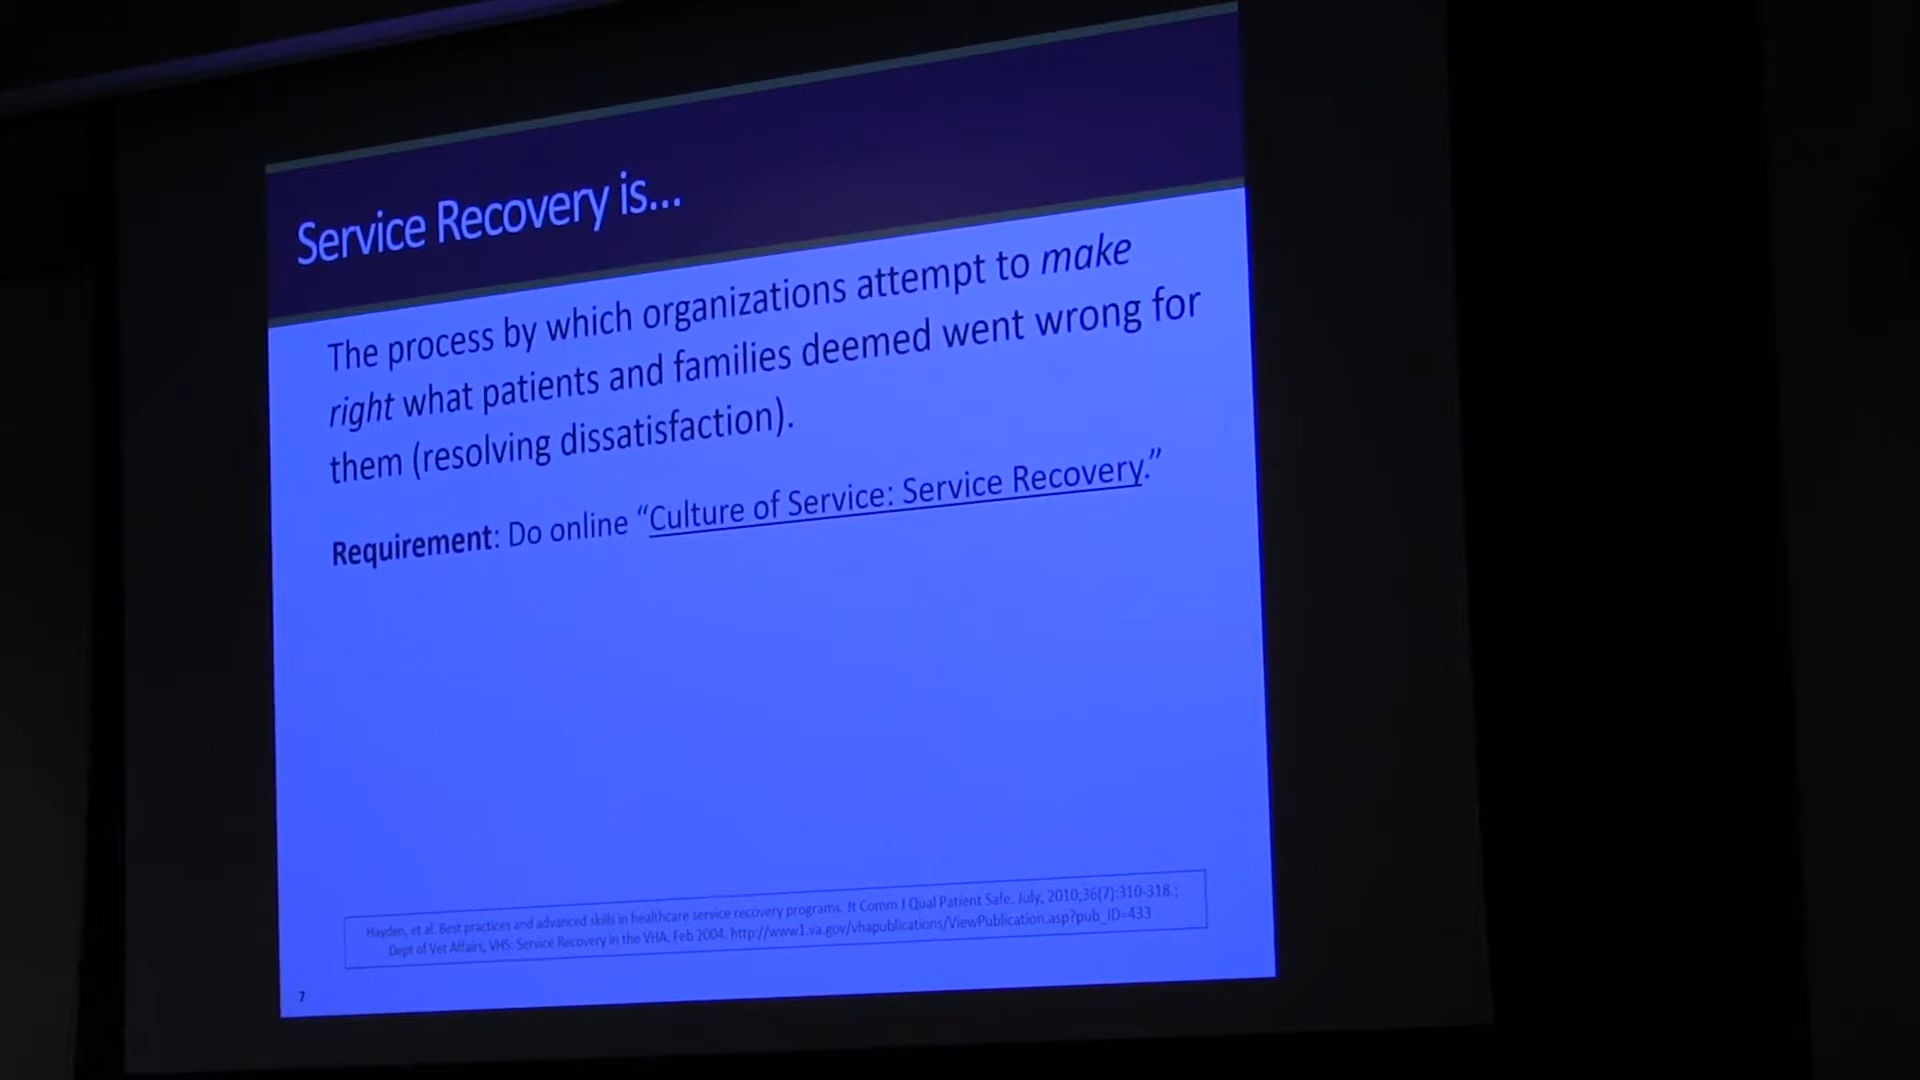 Service Recovery is...
The process by which organizations attempt to make
right what patients and families deemed went wrong for
them (resolving dissatisfaction).
Requirement: Do online “Culture of Service: Service Recovery.”
Hayden, et al. Best practices and advanced skills in healthcare service recovery programs. Jt Comm J Qual Patient Safe. July, 2010;36(7):310-318.;
Dept of Vet Affairs, VHS: Service Recovery in the VHA, Feb 2004. http://www1.va.gov/vhapublications/ViewPublication.asp?pub_ID=433
7